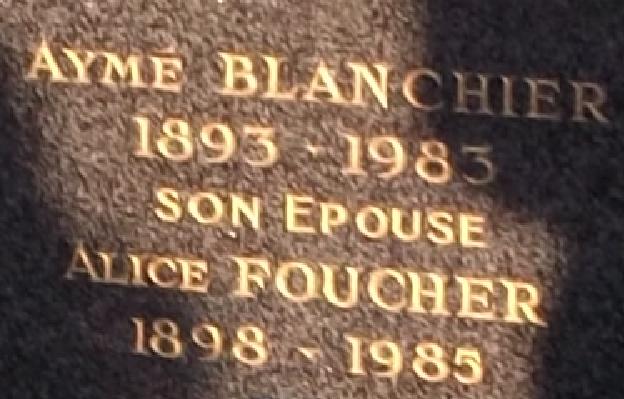 AYMÉ BLANCHIER
1893 - 1983
SON EPOUSE
ALICE FOUCHER
1898 - 1985